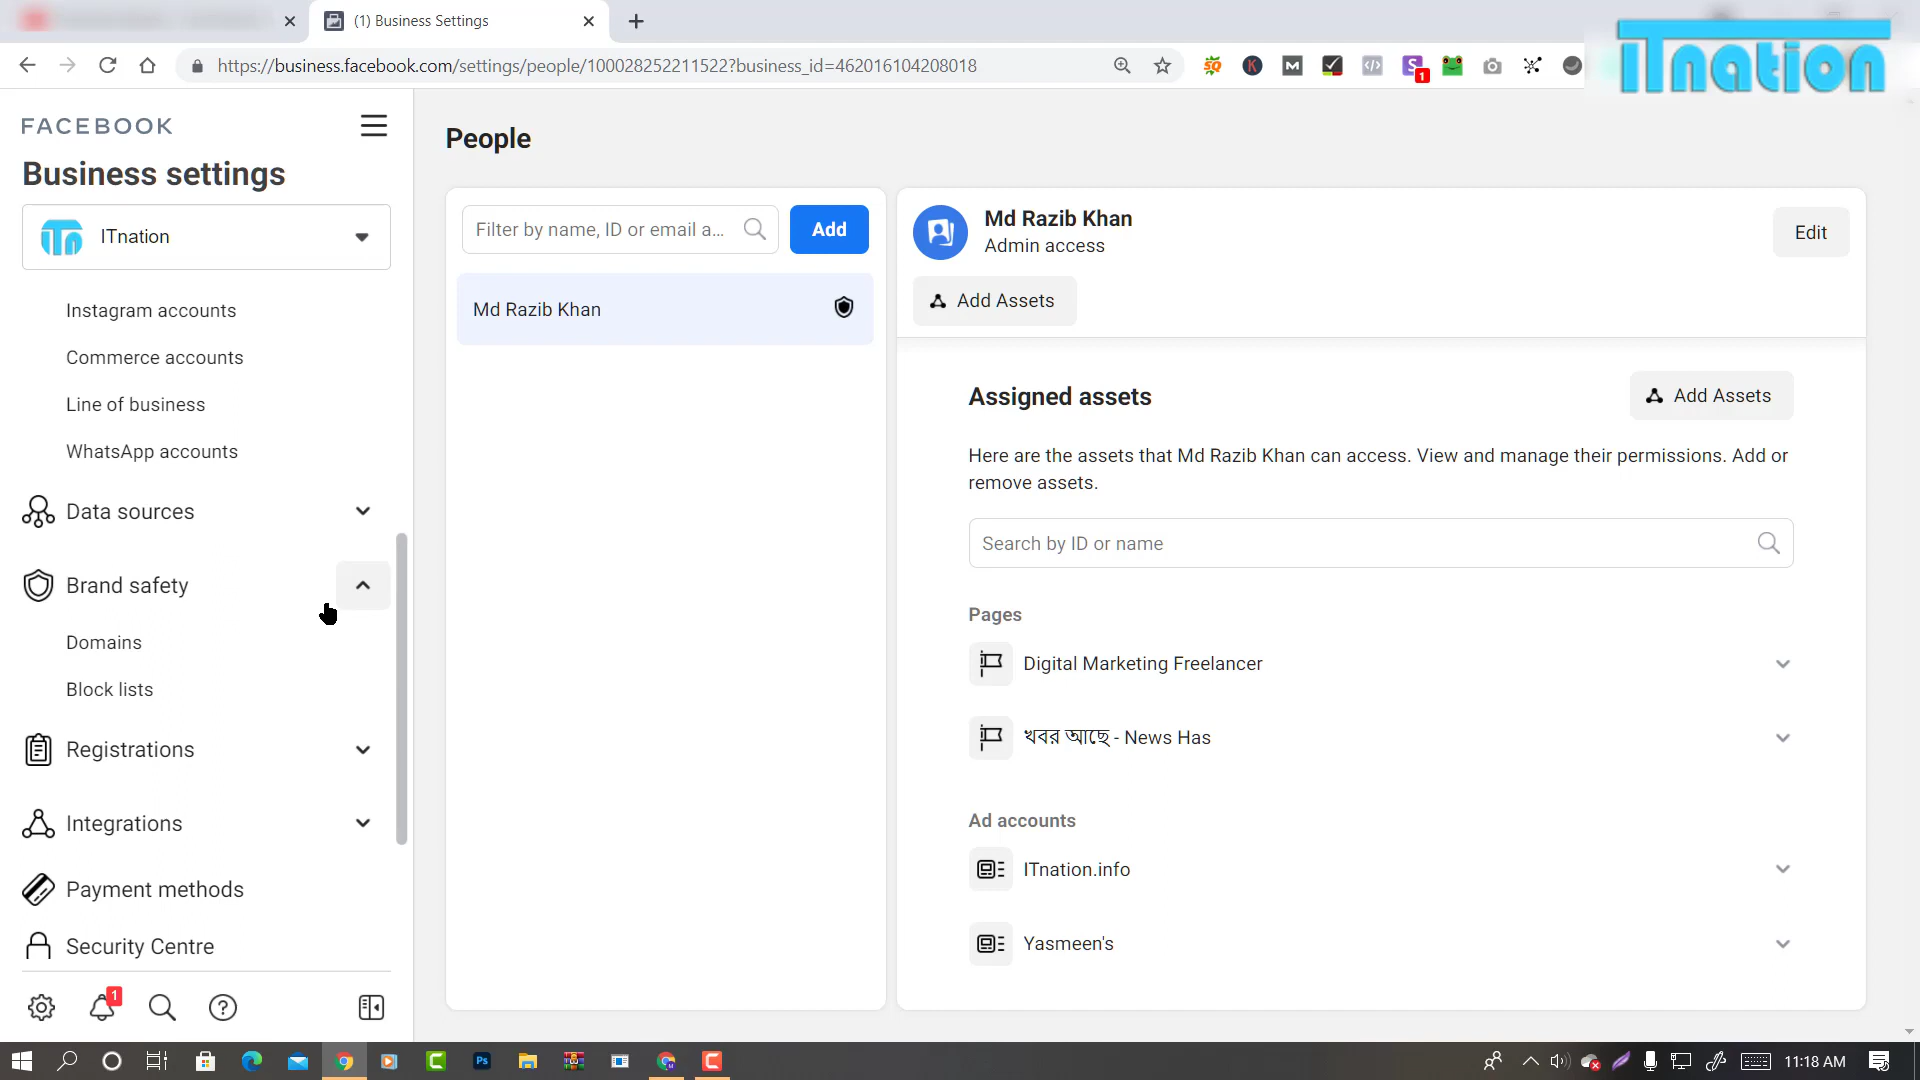 (1) Business Settings
https://business.facebook.com/settings/people/100028252211522?business_id=462016104208018
1
ITnation
FACEBOOK
Business settings
ITnation
Instagram accounts
Commerce accounts
Line of business
WhatsApp accounts
Data sources
Brand safety
Domains
Block lists
Registrations
Integrations
Payment methods
Security Centre
1
People
Filter by name, ID or email a...
Add
Md Razib Khan
Md Razib Khan
Admin access
Edit
Add Assets
Assigned assets
Add Assets
Here are the assets that Md Razib Khan can access. View and manage their permissions. Add or
remove assets.
Search by ID or name
Pages
Digital Marketing Freelancer
খবর আছে - News Has
Ad accounts
ITnation.info
Yasmeen's
11:18 AM